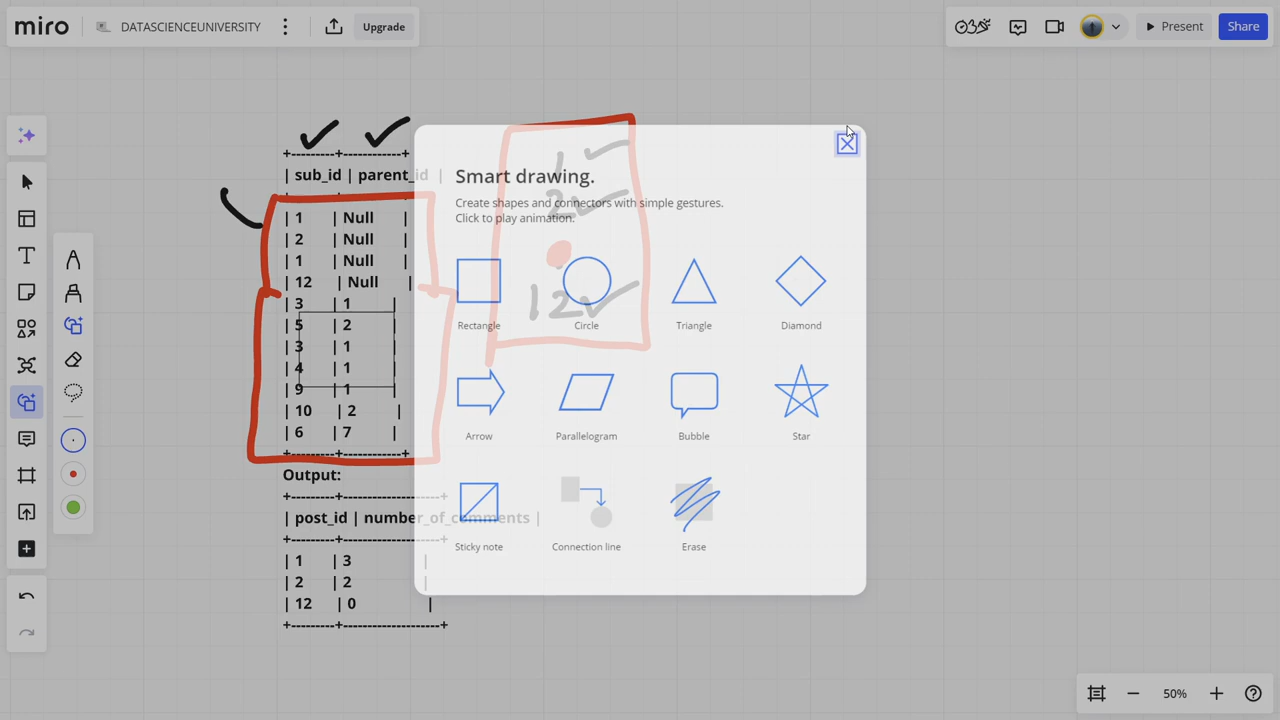 miro
DATASCIENCEUNIVERSITY
Upgrade
Present
Share
+---------+------------+
| sub_id | parent_id |
| 1 | Null |
| 2 | Null |
| 1 | Null |
| 12 | Null |
| 3 | 1 |
| 5 | 2 |
| 3 | 1 |
| 4 | 1 |
| 9 | 1 |
| 10 | 2 |
| 6 | 7 |
+---------+------------+
Output:
+---------+--------------------+
| post_id | number_of_comments |
+---------+--------------------+
| 1 | 3 |
| 2 | 2 |
| 12 | 0 |
+---------+--------------------+
1
2
12
Smart drawing.
Create shapes and connectors with simple gestures.
Click to play animation.
Rectangle
Circle
Triangle
Diamond
Arrow
Parallelogram
Bubble
Star
Sticky note
Connection line
Erase
50%